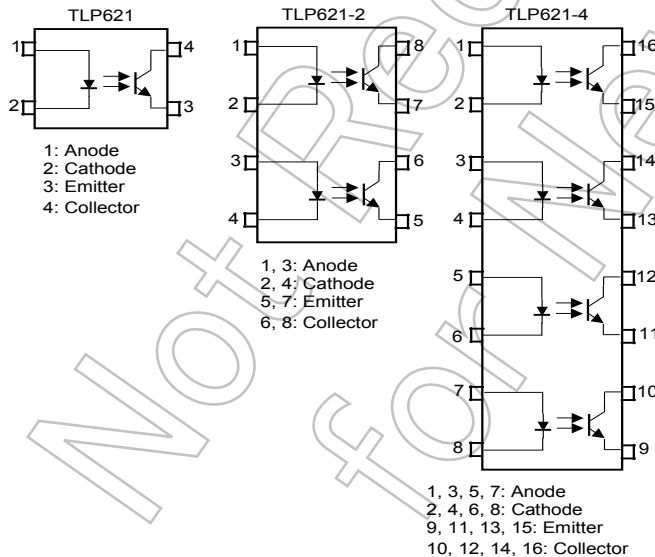 TLP621
1
4
2
3
1: Anode
2: Cathode
3: Emitter
4: Collector
TLP621-2
1
8
2
7
3
6
4
5
1, 3: Anode
2, 4: Cathode
5, 7: Emitter
6, 8: Collector
TLP621-4
1
16
2
15
3
14
4
13
5
12
6
11
7
10
8
9
1, 3, 5, 7: Anode
2, 4, 6, 8: Cathode
9, 11, 13, 15: Emitter
10, 12, 14, 16: Collector
Not
for